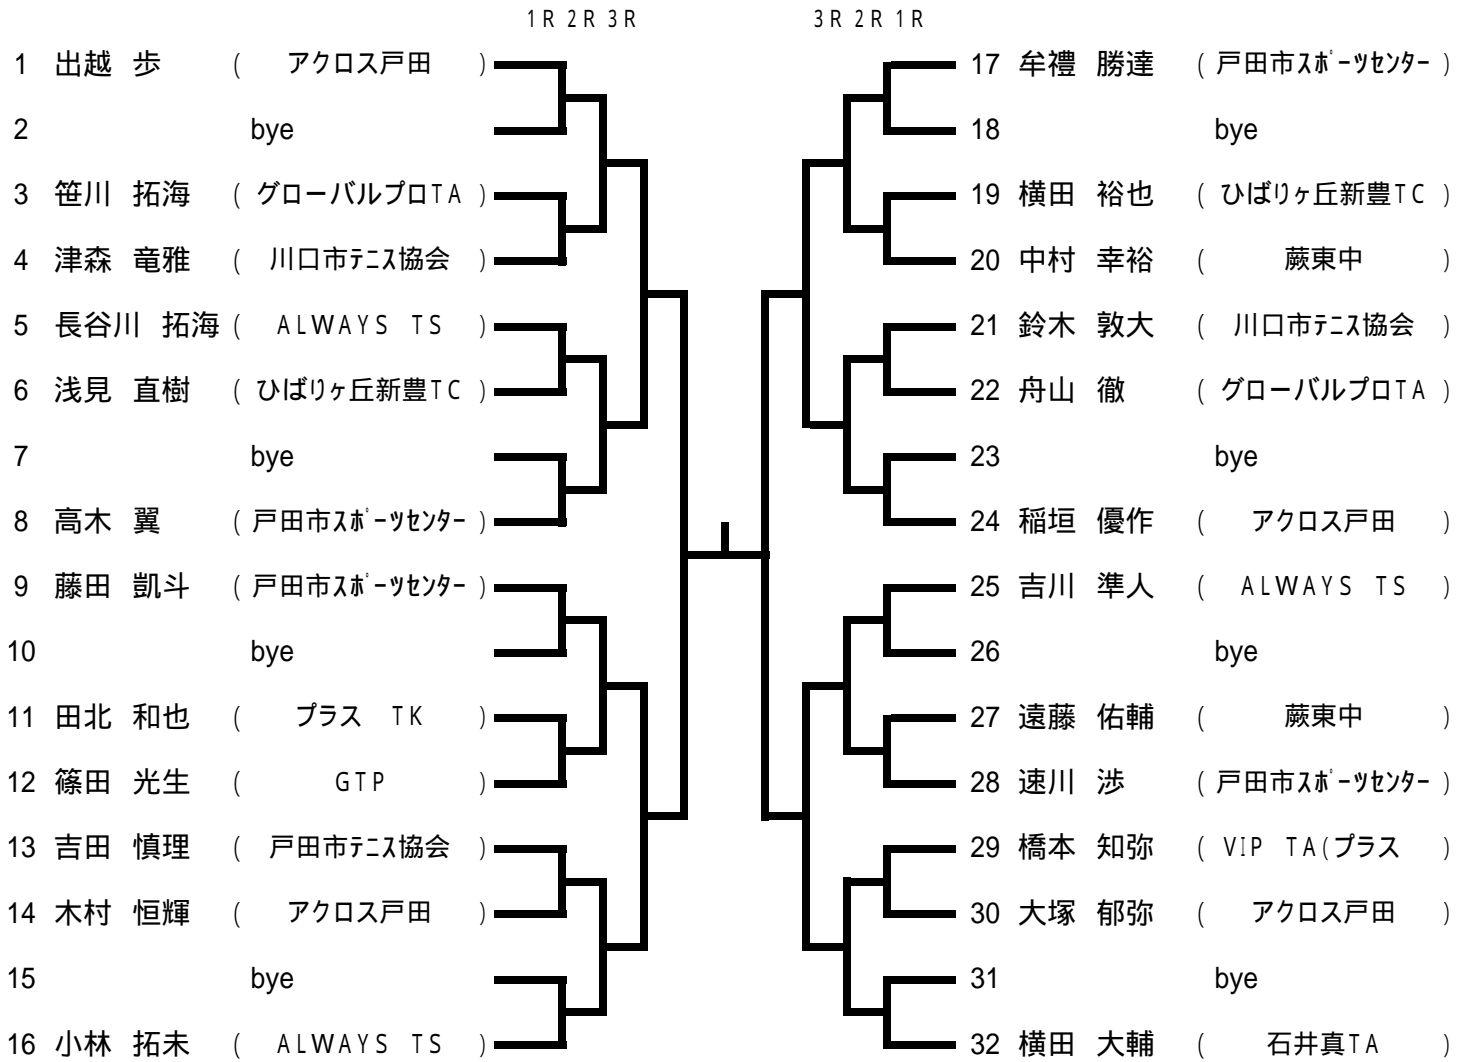 1R 2R 3R
1 出越 歩 ( アクロス戸田 )
2 bye
3 笹川 拓海 ( グローバルプロTA )
4 津森 竜雅 ( 川口市ﾃﾆｽ協会 )
5 長谷川 拓海 ( ALWAYS TS )
6 浅見 直樹 ( ひばりヶ丘新豊TC )
7 bye
8 高木 翼 ( 戸田市ｽﾎﾟｰﾂｾﾝﾀｰ )
9 藤田 凱斗 ( 戸田市ｽﾎﾟｰﾂｾﾝﾀｰ )
10 bye
11 田北 和也 ( プラス TK )
12 篠田 光生 ( GTP )
13 吉田 慎理 ( 戸田市ﾃﾆｽ協会 )
14 木村 恒輝 ( アクロス戸田 )
15 bye
16 小林 拓未 ( ALWAYS TS )
3R 2R 1R
17 牟禮 勝達 ( 戸田市ｽﾎﾟｰﾂｾﾝﾀｰ )
18 bye
19 横田 裕也 ( ひばりヶ丘新豊TC )
20 中村 幸裕 ( 蕨東中 )
21 鈴木 敦大 ( 川口市ﾃﾆｽ協会 )
22 舟山 徹 ( グローバルプロTA )
23 bye
24 稲垣 優作 ( アクロス戸田 )
25 吉川 準人 ( ALWAYS TS )
26 bye
27 遠藤 佑輔 ( 蕨東中 )
28 速川 渉 ( 戸田市ｽﾎﾟｰﾂｾﾝﾀｰ )
29 橋本 知弥 ( VIP TA(プラス )
30 大塚 郁弥 ( アクロス戸田 )
31 bye
32 横田 大輔 ( 石井真TA )